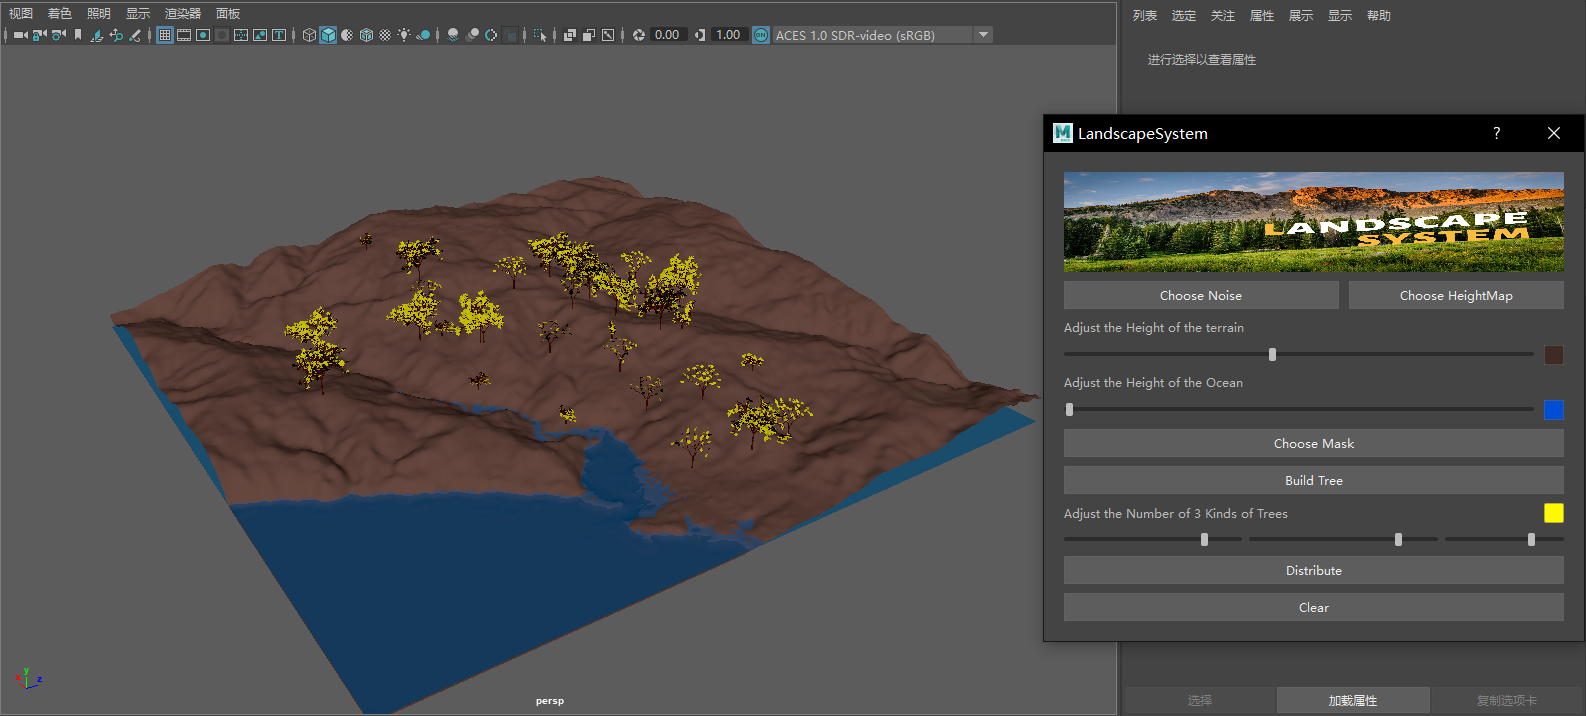 视图 着色 照明 显示 渲染器 面板
0.00 1.00 ON ACES 1.0 SDR-video (sRGB)
列表 选定 关注 属性 展示 显示 帮助
进行选择以查看属性
M LandscapeSystem ? 
LANDSCAPE
SYSTEM
Choose Noise Choose HeightMap
Adjust the Height of the terrain
Adjust the Height of the Ocean
Choose Mask
Build Tree
Adjust the Number of 3 Kinds of Trees
Distribute
Clear
y
x z
persp
选择 加载属性 复制选项卡